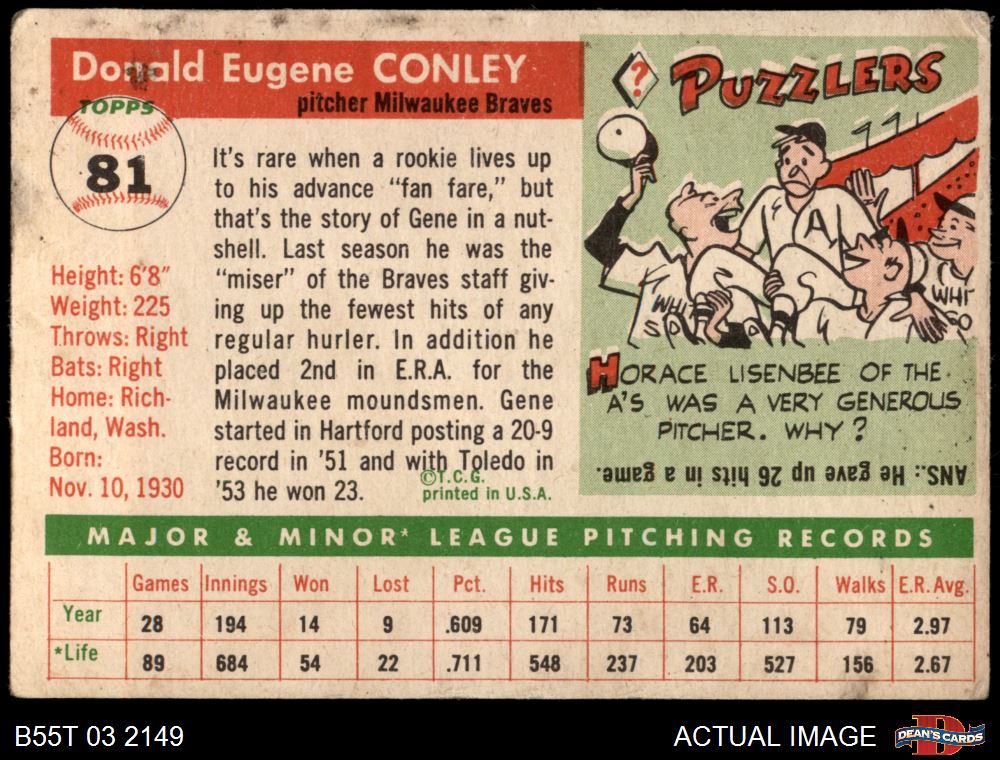 Donald Eugene CONLEY
pitcher Milwaukee Braves
TOPPS
81
Height: 6'8"
Weight: 225
Throws: Right
Bats: Right
Home: Rich-
land, Wash.
Born:
Nov. 10, 1930
It's rare when a rookie lives up
to his advance "fan fare," but
that's the story of Gene in a nut-
shell. Last season he was the
"miser" of the Braves staff giv-
ing up the fewest hits of any
regular hurler. In addition he
placed 2nd in E.R.A. for the
Milwaukee moundsmen. Gene
started in Hartford posting a 20-9
record in '51 and with Toledo in
'53 he won 23.
©T.C.G.
printed in U.S.A.
? PUZZLERS
A
WHI
SO
S
WHI
SO
HORACE LISENBEE OF THE
A'S WAS A VERY GENEROUS
PITCHER. WHY?
ANS.: He gave up 26 hits in a game.
MAJOR & MINOR* LEAGUE PITCHING RECORDS
Games Innings Won Lost Pct. Hits Runs E.R. S.O. Walks E.R. Avg.
Year 28 194 14 9 .609 171 73 64 113 79 2.97
*Life 89 684 54 22 .711 548 237 203 527 156 2.67
B55T 03 2149
ACTUAL IMAGE
D
DEAN'S CARDS